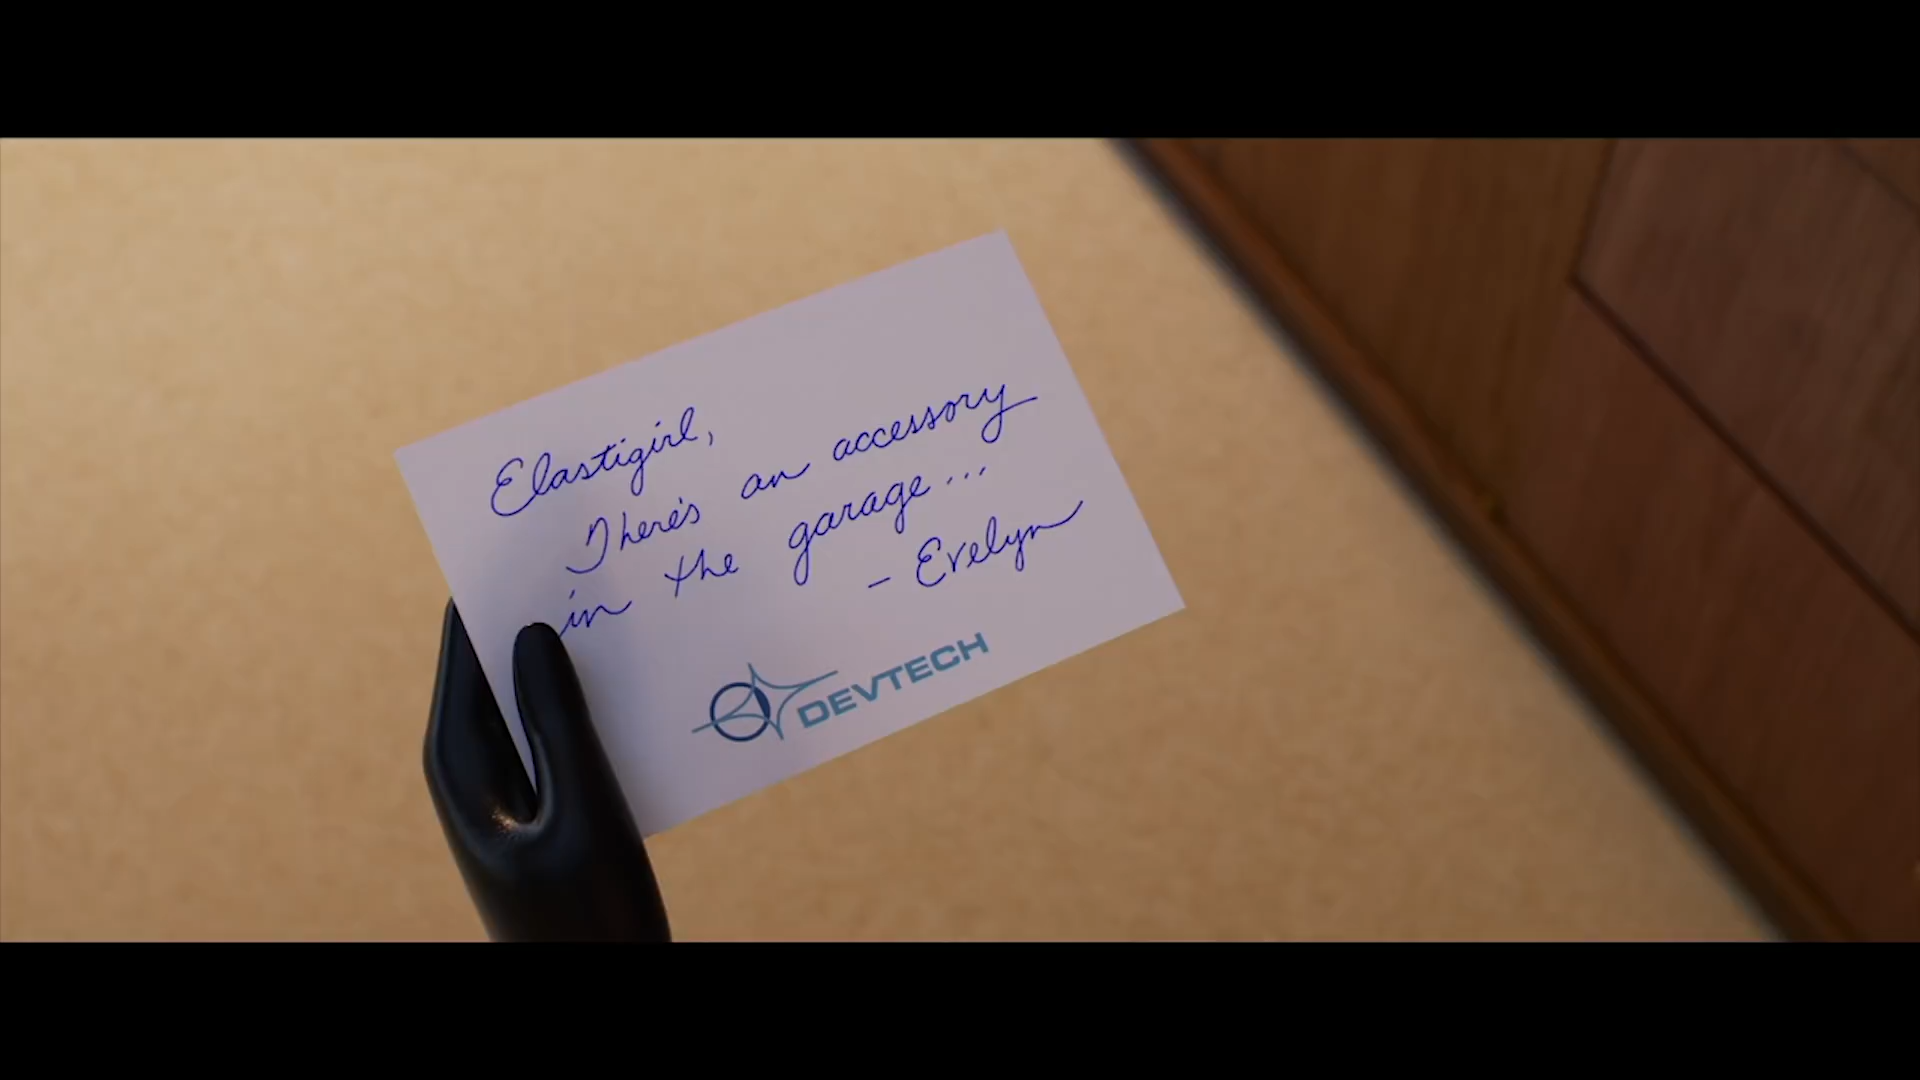 Elastigirl,
There's an accessory
in the garage...
- Evelyn
DEVTECH